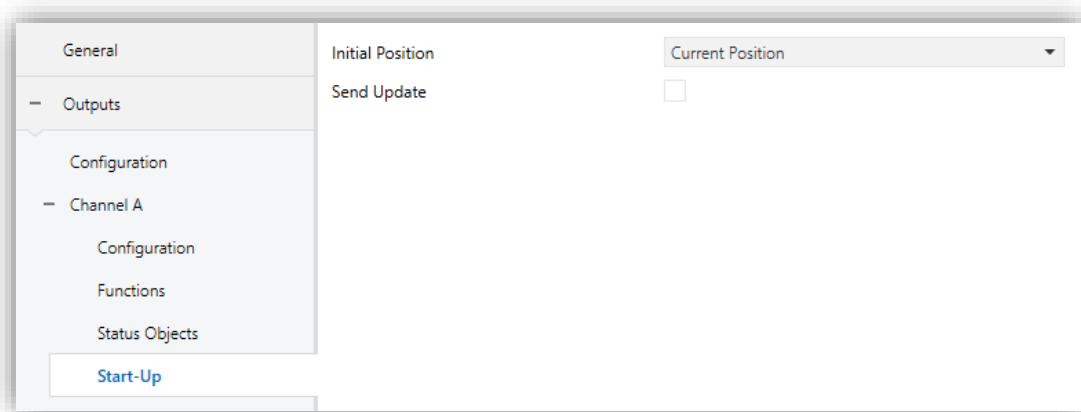 General
Outputs
Configuration
Channel A
Configuration
Functions
Status Objects
Start-Up
Initial Position
Current Position
Send Update